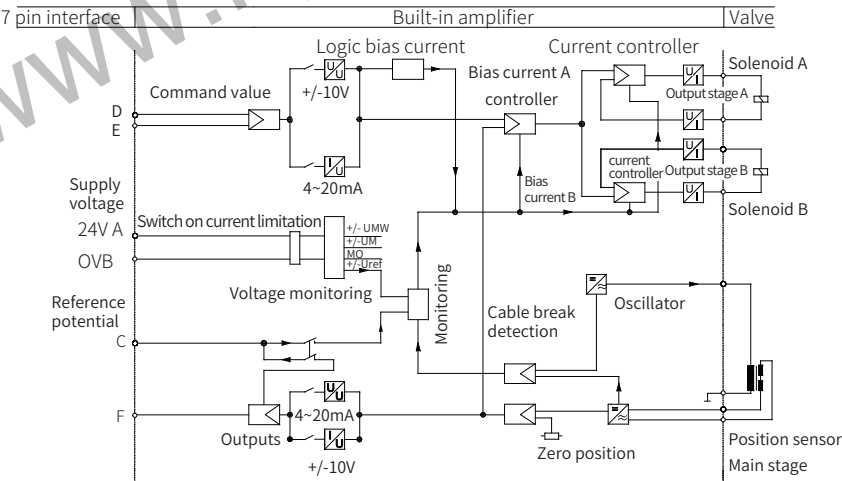 7 pin interface Built-in amplifier Valve
Logic bias current
Current controller
Bias current A
Solenoid A
Command value
+/-10V
controller
Output stage A
D
E
4~20mA
current
controller
Output stage B
Bias
current B
Solenoid B
Supply
voltage
24V A
Switch on current limitation
+/- UMW
+/-UM
MO
+/-Uref
OVB
Voltage monitoring
Monitoring
Oscillator
Reference
potential
Cable break
detection
C
F
4~20mA
Outputs
+/-10V
Zero position
Position sensor
Main stage
U
U
I
U
U
I
U
I
U
I
U
I
U
U
I
U
WWW.